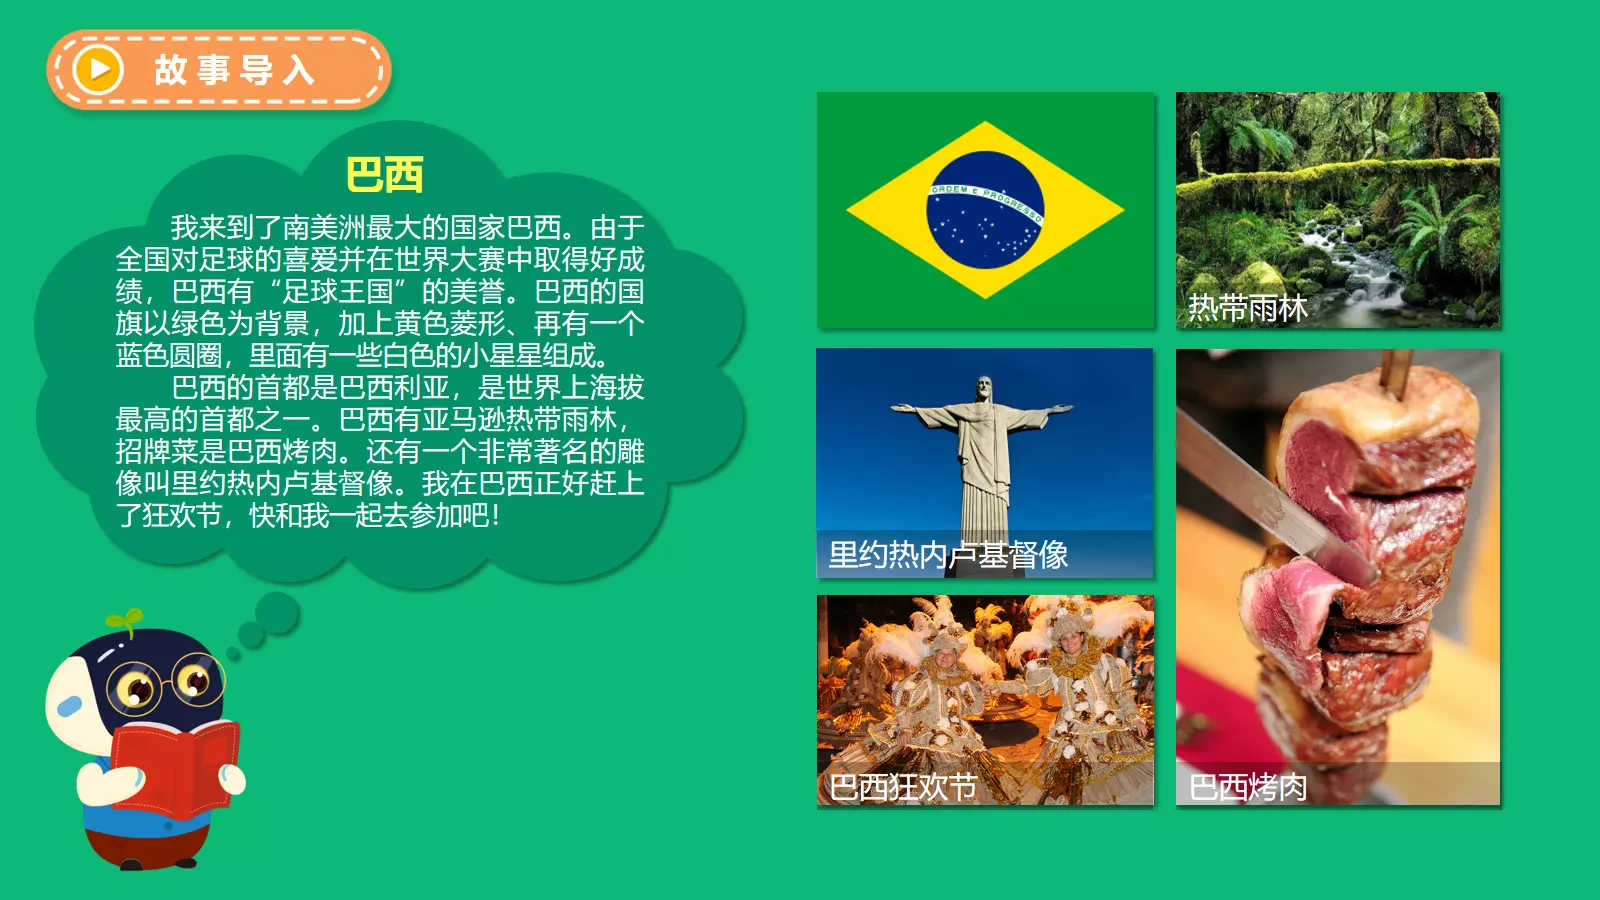 故事导入
巴西
我来到了南美洲最大的国家巴西。由于
全国对足球的喜爱并在世界大赛中取得好成
绩，巴西有“足球王国”的美誉。巴西的国
旗以绿色为背景，加上黄色菱形、再有一个
蓝色圆圈，里面有一些白色的小星星组成。
巴西的首都是巴西利亚，是世界上海拔
最高的首都之一。巴西有亚马逊热带雨林，
招牌菜是巴西烤肉。还有一个非常著名的雕
像叫里约热内卢基督像。我在巴西正好赶上
了狂欢节，快和我一起去参加吧！
ORDEM E PROGRESSO
热带雨林
里约热内卢基督像
巴西狂欢节
巴西烤肉